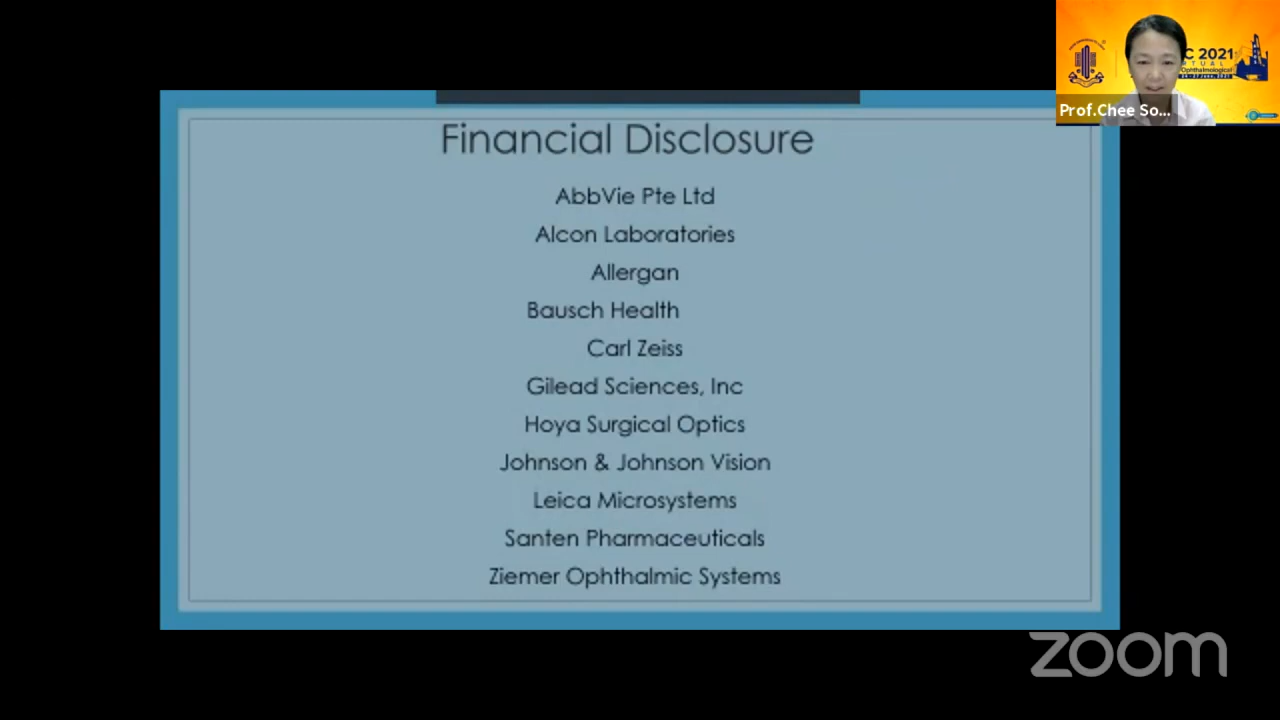 Financial Disclosure
AbbVie Pte Ltd
Alcon Laboratories
Allergan
Bausch Health
Carl Zeiss
Gilead Sciences, Inc
Hoya Surgical Optics
Johnson & Johnson Vision
Leica Microsystems
Santen Pharmaceuticals
Ziemer Ophthalmic Systems
C 2021
Ophthalmological
Prof.Chee So...
zoom